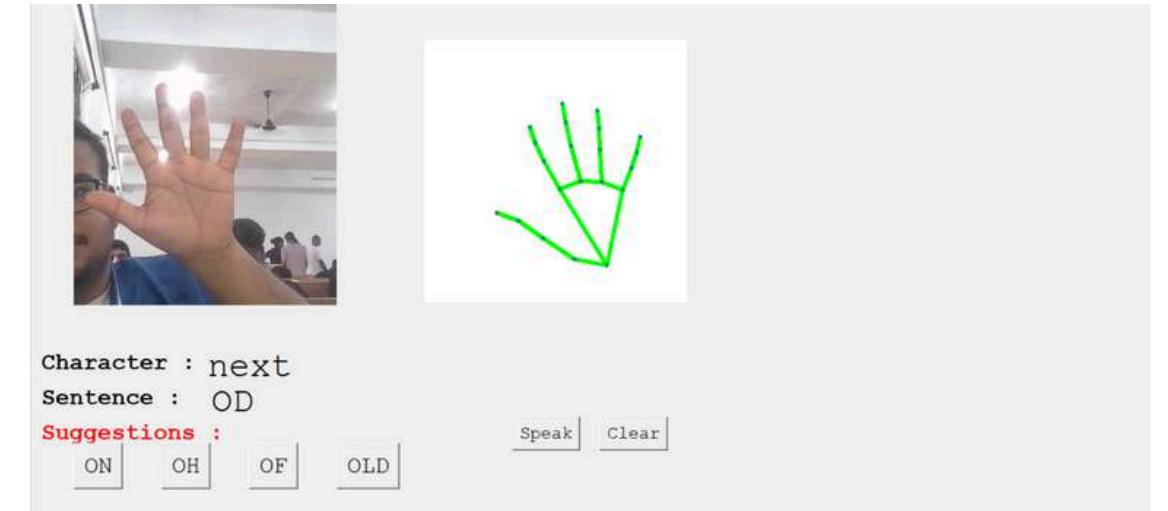 Character : next
Sentence : OD
Suggestions :
Speak Clear
ON OH OF OLD